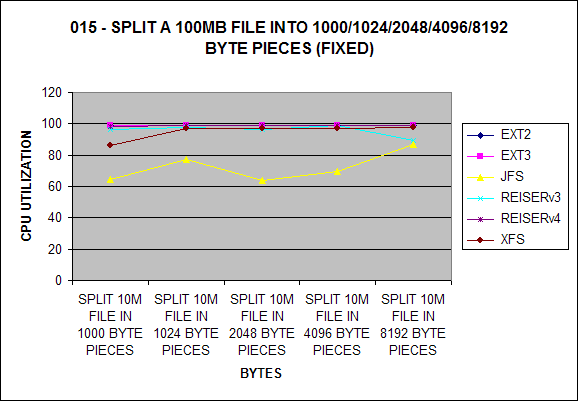 015 - SPLIT A 100MB FILE INTO 1000/1024/2048/4096/8192
BYTE PIECES (FIXED)
120
100
80
60
40
20
0
CPU UTILIZATION
SPLIT 10M
FILE IN
1000 BYTE
PIECES
SPLIT 10M
FILE IN
1024 BYTE
PIECES
SPLIT 10M
FILE IN
2048 BYTE
PIECES
SPLIT 10M
FILE IN
4096 BYTE
PIECES
SPLIT 10M
FILE IN
8192 BYTE
PIECES
BYTES
EXT2
EXT3
JFS
REISERv3
REISERv4
XFS